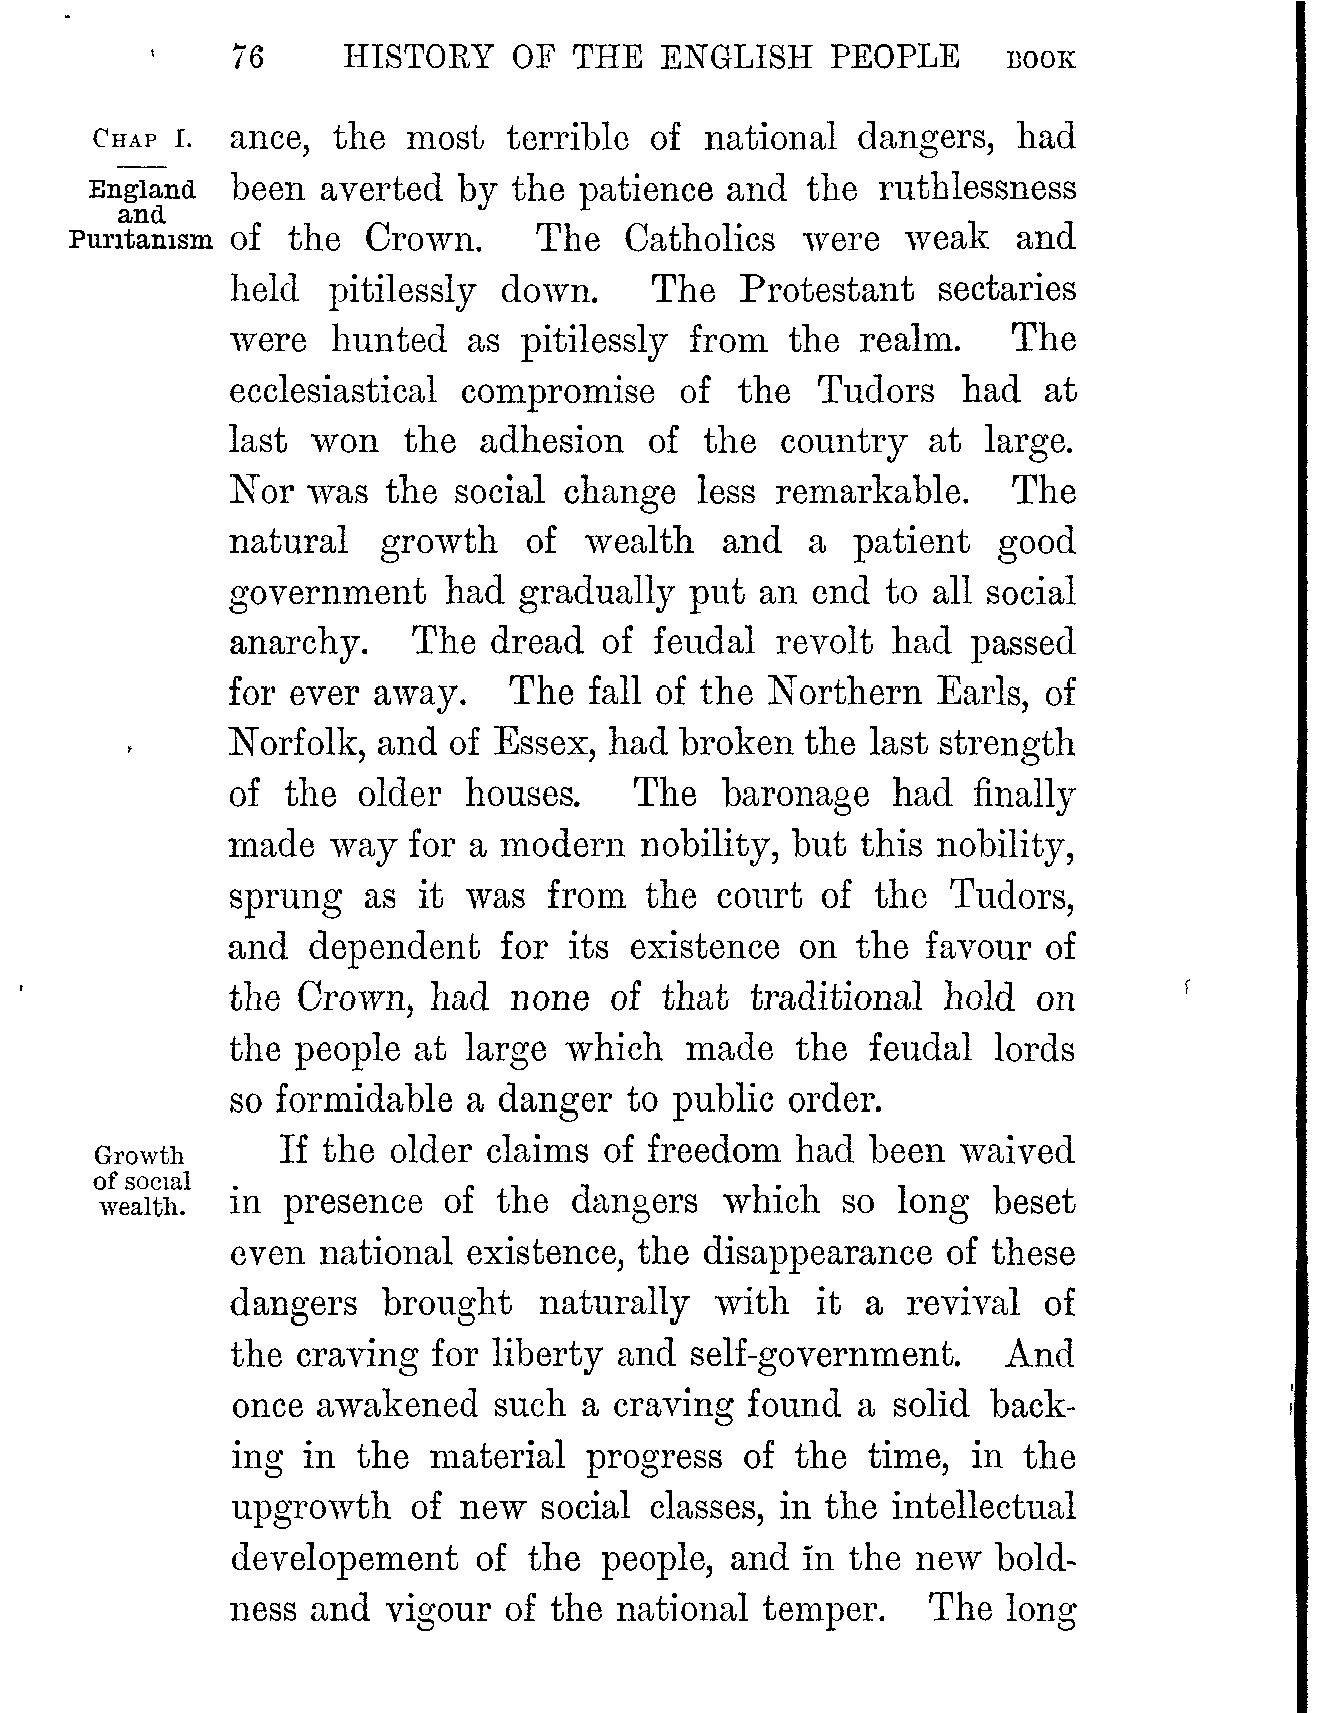 76 HISTORY OF THE ENGLISH PEOPLE BOOK
CHAP I.
England
and
Puritanism
ance, the most terrible of national dangers, had
been averted by the patience and the ruthlessness
of the Crown. The Catholics were weak and
held pitilessly down. The Protestant sectaries
were hunted as pitilessly from the realm. The
ecclesiastical compromise of the Tudors had at
last won the adhesion of the country at large.
Nor was the social change less remarkable. The
natural growth of wealth and a patient good
government had gradually put an end to all social
anarchy. The dread of feudal revolt had passed
for ever away. The fall of the Northern Earls, of
Norfolk, and of Essex, had broken the last strength
of the older houses. The baronage had finally
made way for a modern nobility, but this nobility,
sprung as it was from the court of the Tudors,
and dependent for its existence on the favour of
the Crown, had none of that traditional hold on
the people at large which made the feudal lords
so formidable a danger to public order.
Growth
of social
wealth.
If the older claims of freedom had been waived
in presence of the dangers which so long beset
even national existence, the disappearance of these
dangers brought naturally with it a revival of
the craving for liberty and self-government. And
once awakened such a craving found a solid back-
ing in the material progress of the time, in the
upgrowth of new social classes, in the intellectual
developement of the people, and in the new bold-
ness and vigour of the national temper. The long